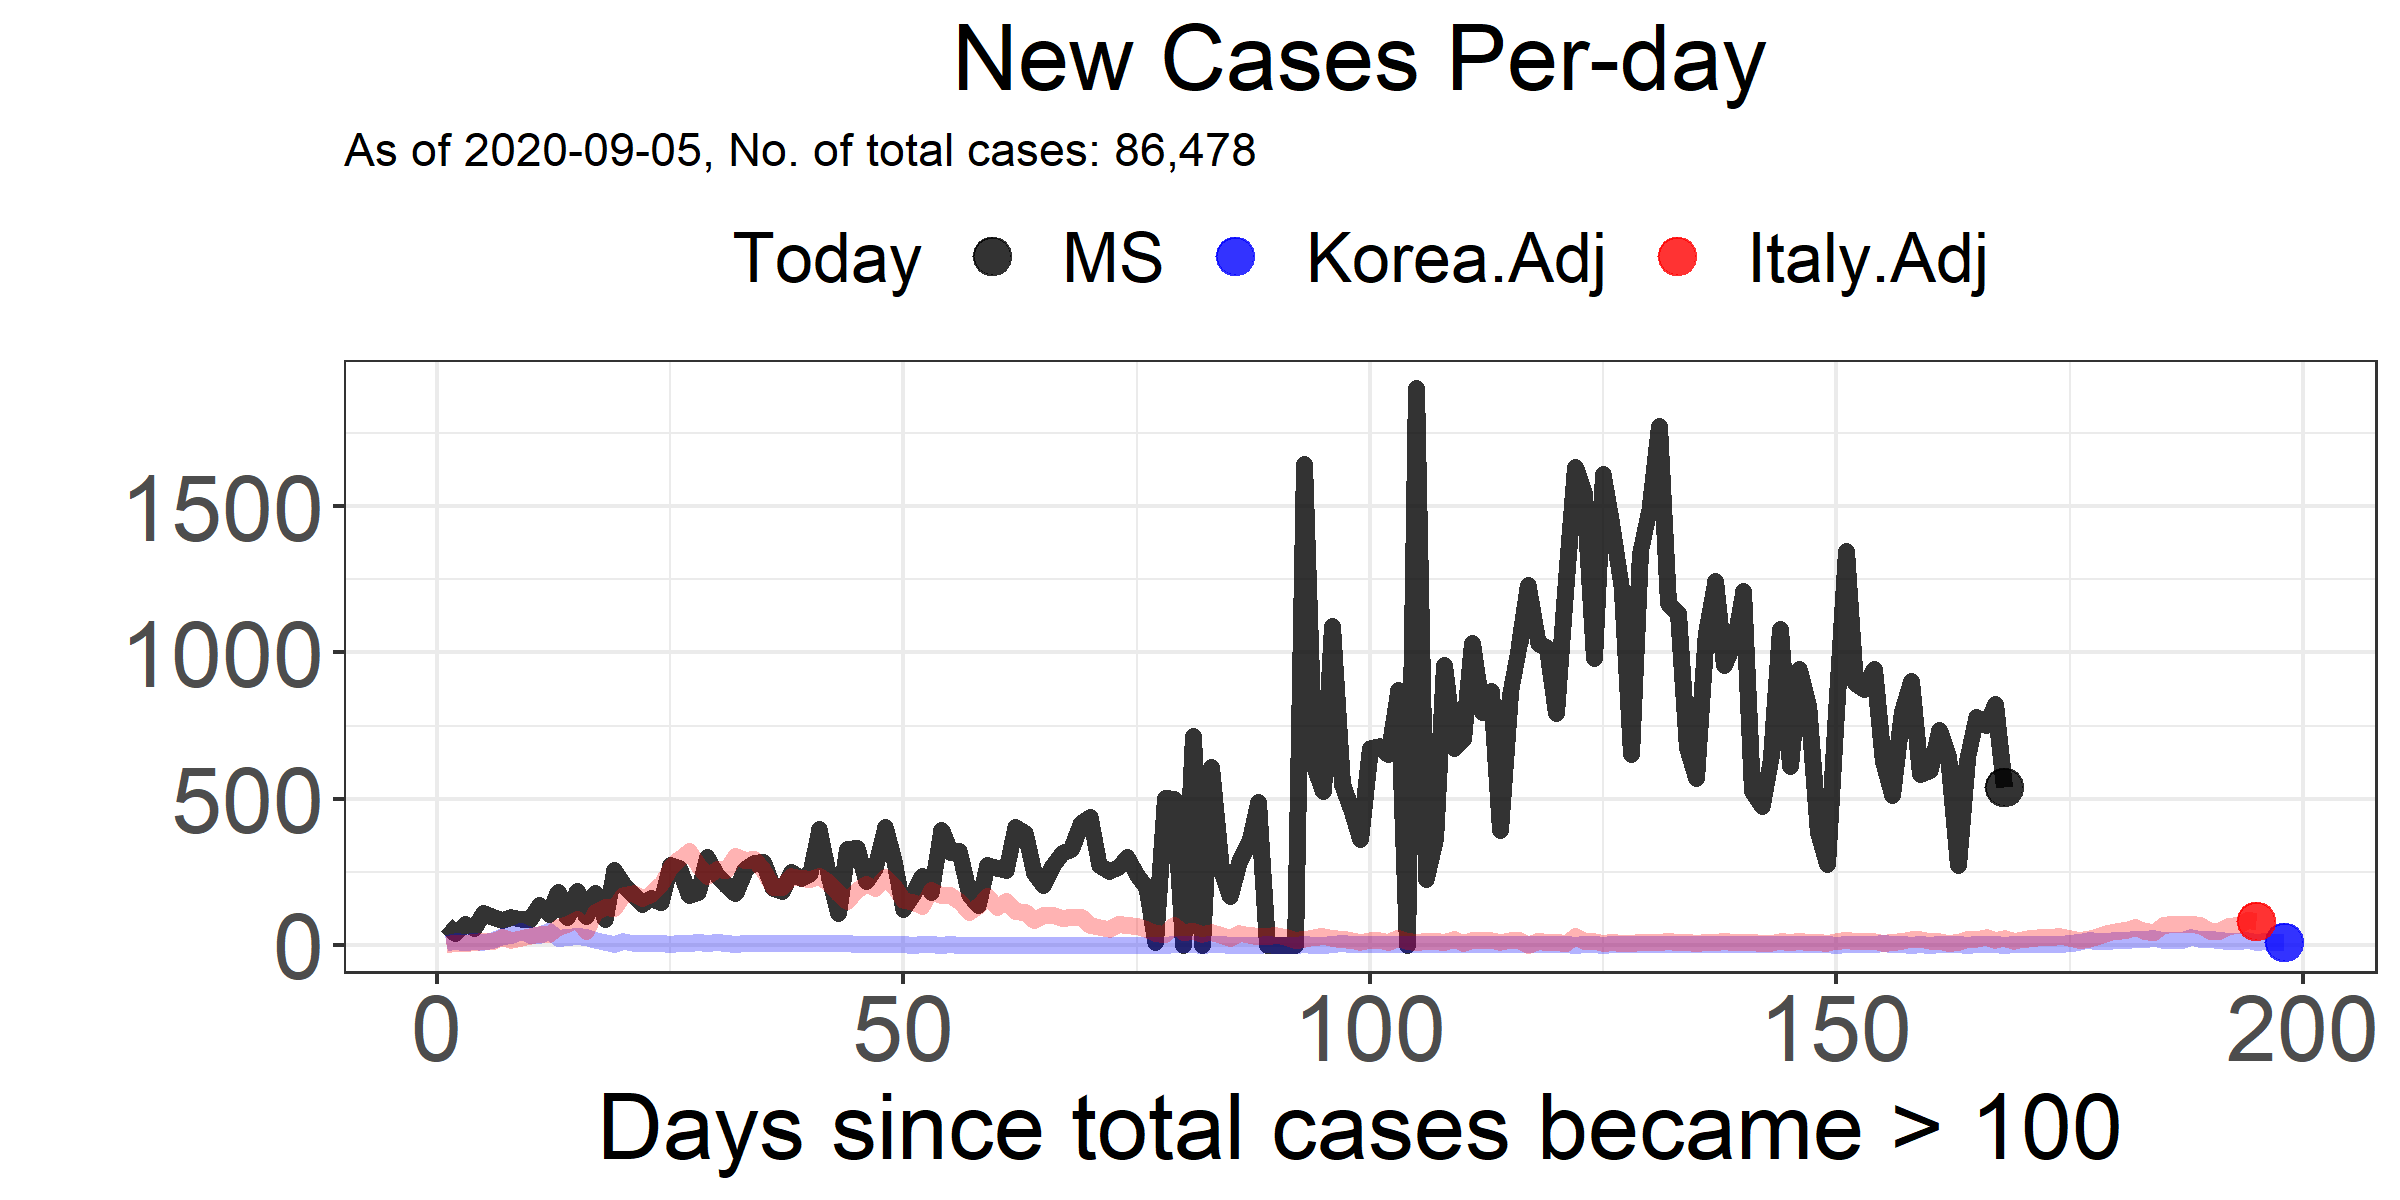 New Cases Per-day
As of 2020-09-05, No. of total cases: 86,478
Today MS Korea.Adj Italy.Adj
1500
1000
500
0
0 50 100 150 200
Days since total cases became > 100